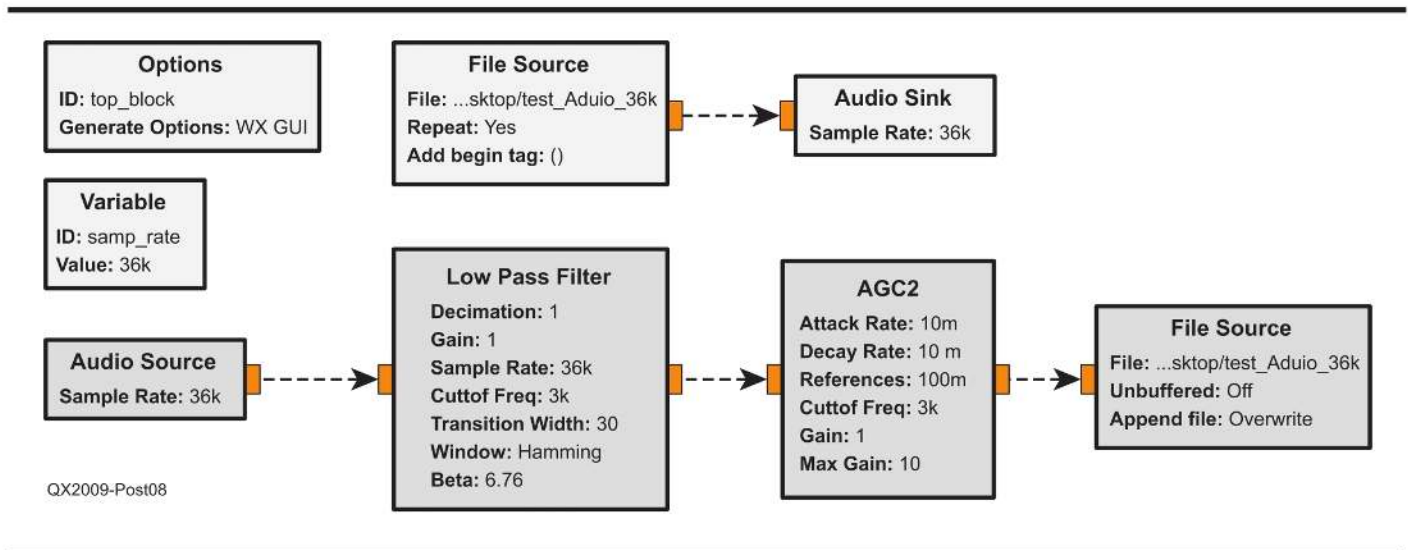 Options
ID: top_block
Generate Options: WX GUI
File Source
File: ...sktop/test_Aduio_36k
Repeat: Yes
Add begin tag: ()
Audio Sink
Sample Rate: 36k
Variable
ID: samp_rate
Value: 36k
Audio Source
Sample Rate: 36k
Low Pass Filter
Decimation: 1
Gain: 1
Sample Rate: 36k
Cuttof Freq: 3k
Transition Width: 30
Window: Hamming
Beta: 6.76
AGC2
Attack Rate: 10m
Decay Rate: 10 m
References: 100m
Cuttof Freq: 3k
Gain: 1
Max Gain: 10
File Source
File: ...sktop/test_Aduio_36k
Unbuffered: Off
Append file: Overwrite
QX2009-Post08